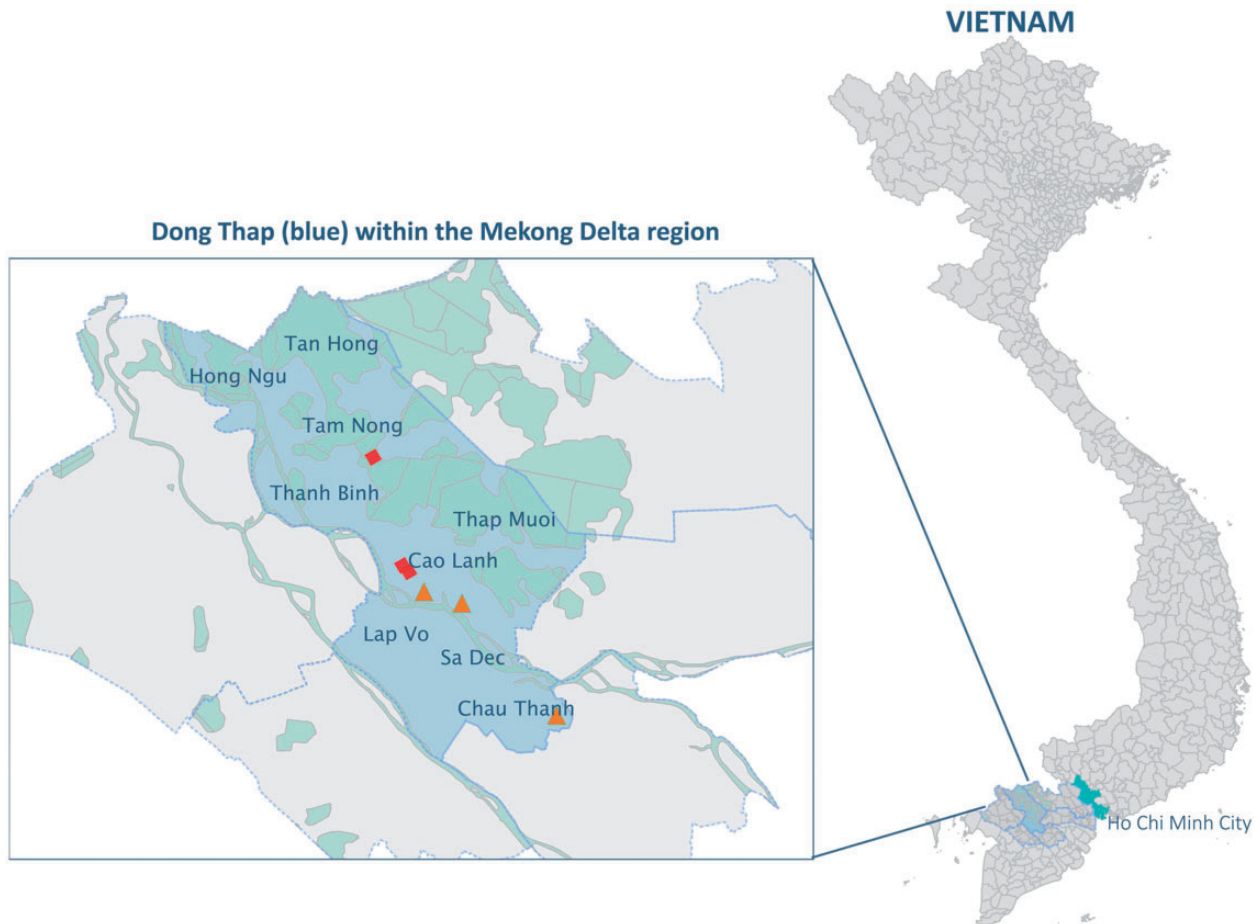 VIETNAM
Dong Thap (blue) within the Mekong Delta region
Tan Hong
Hong Ngu
Tam Nong
Thanh Binh
Thap Muoi
Cao Lanh
Lap Vo
Sa Dec
Chau Thanh
Ho Chi Minh City